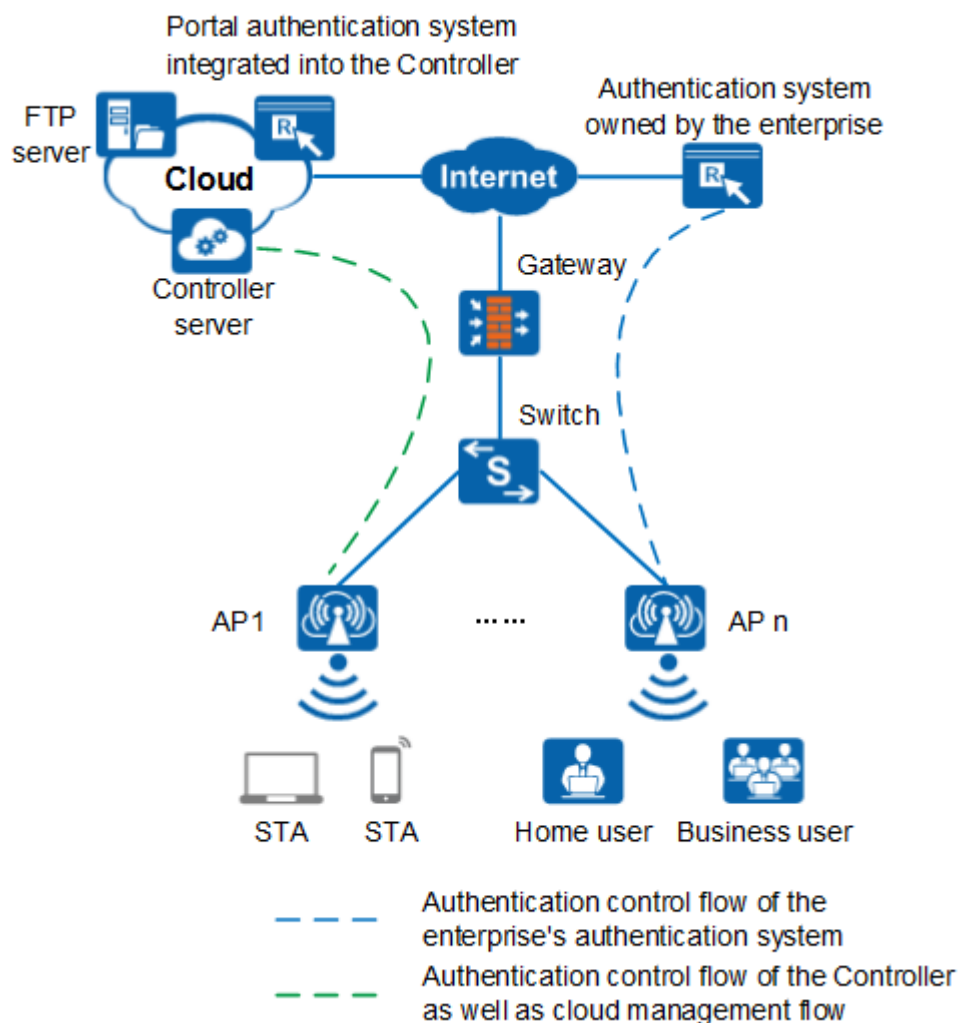 Portal authentication system
integrated into the Controller
FTP
server
R
Authentication system
owned by the enterprise
R
Cloud
Internet
Controller
server
Gateway
Switch
S
AP1
... ...
AP n
STA
STA
Home user
Business user
Authentication control flow of the
enterprise's authentication system
Authentication control flow of the Controller
as well as cloud management flow